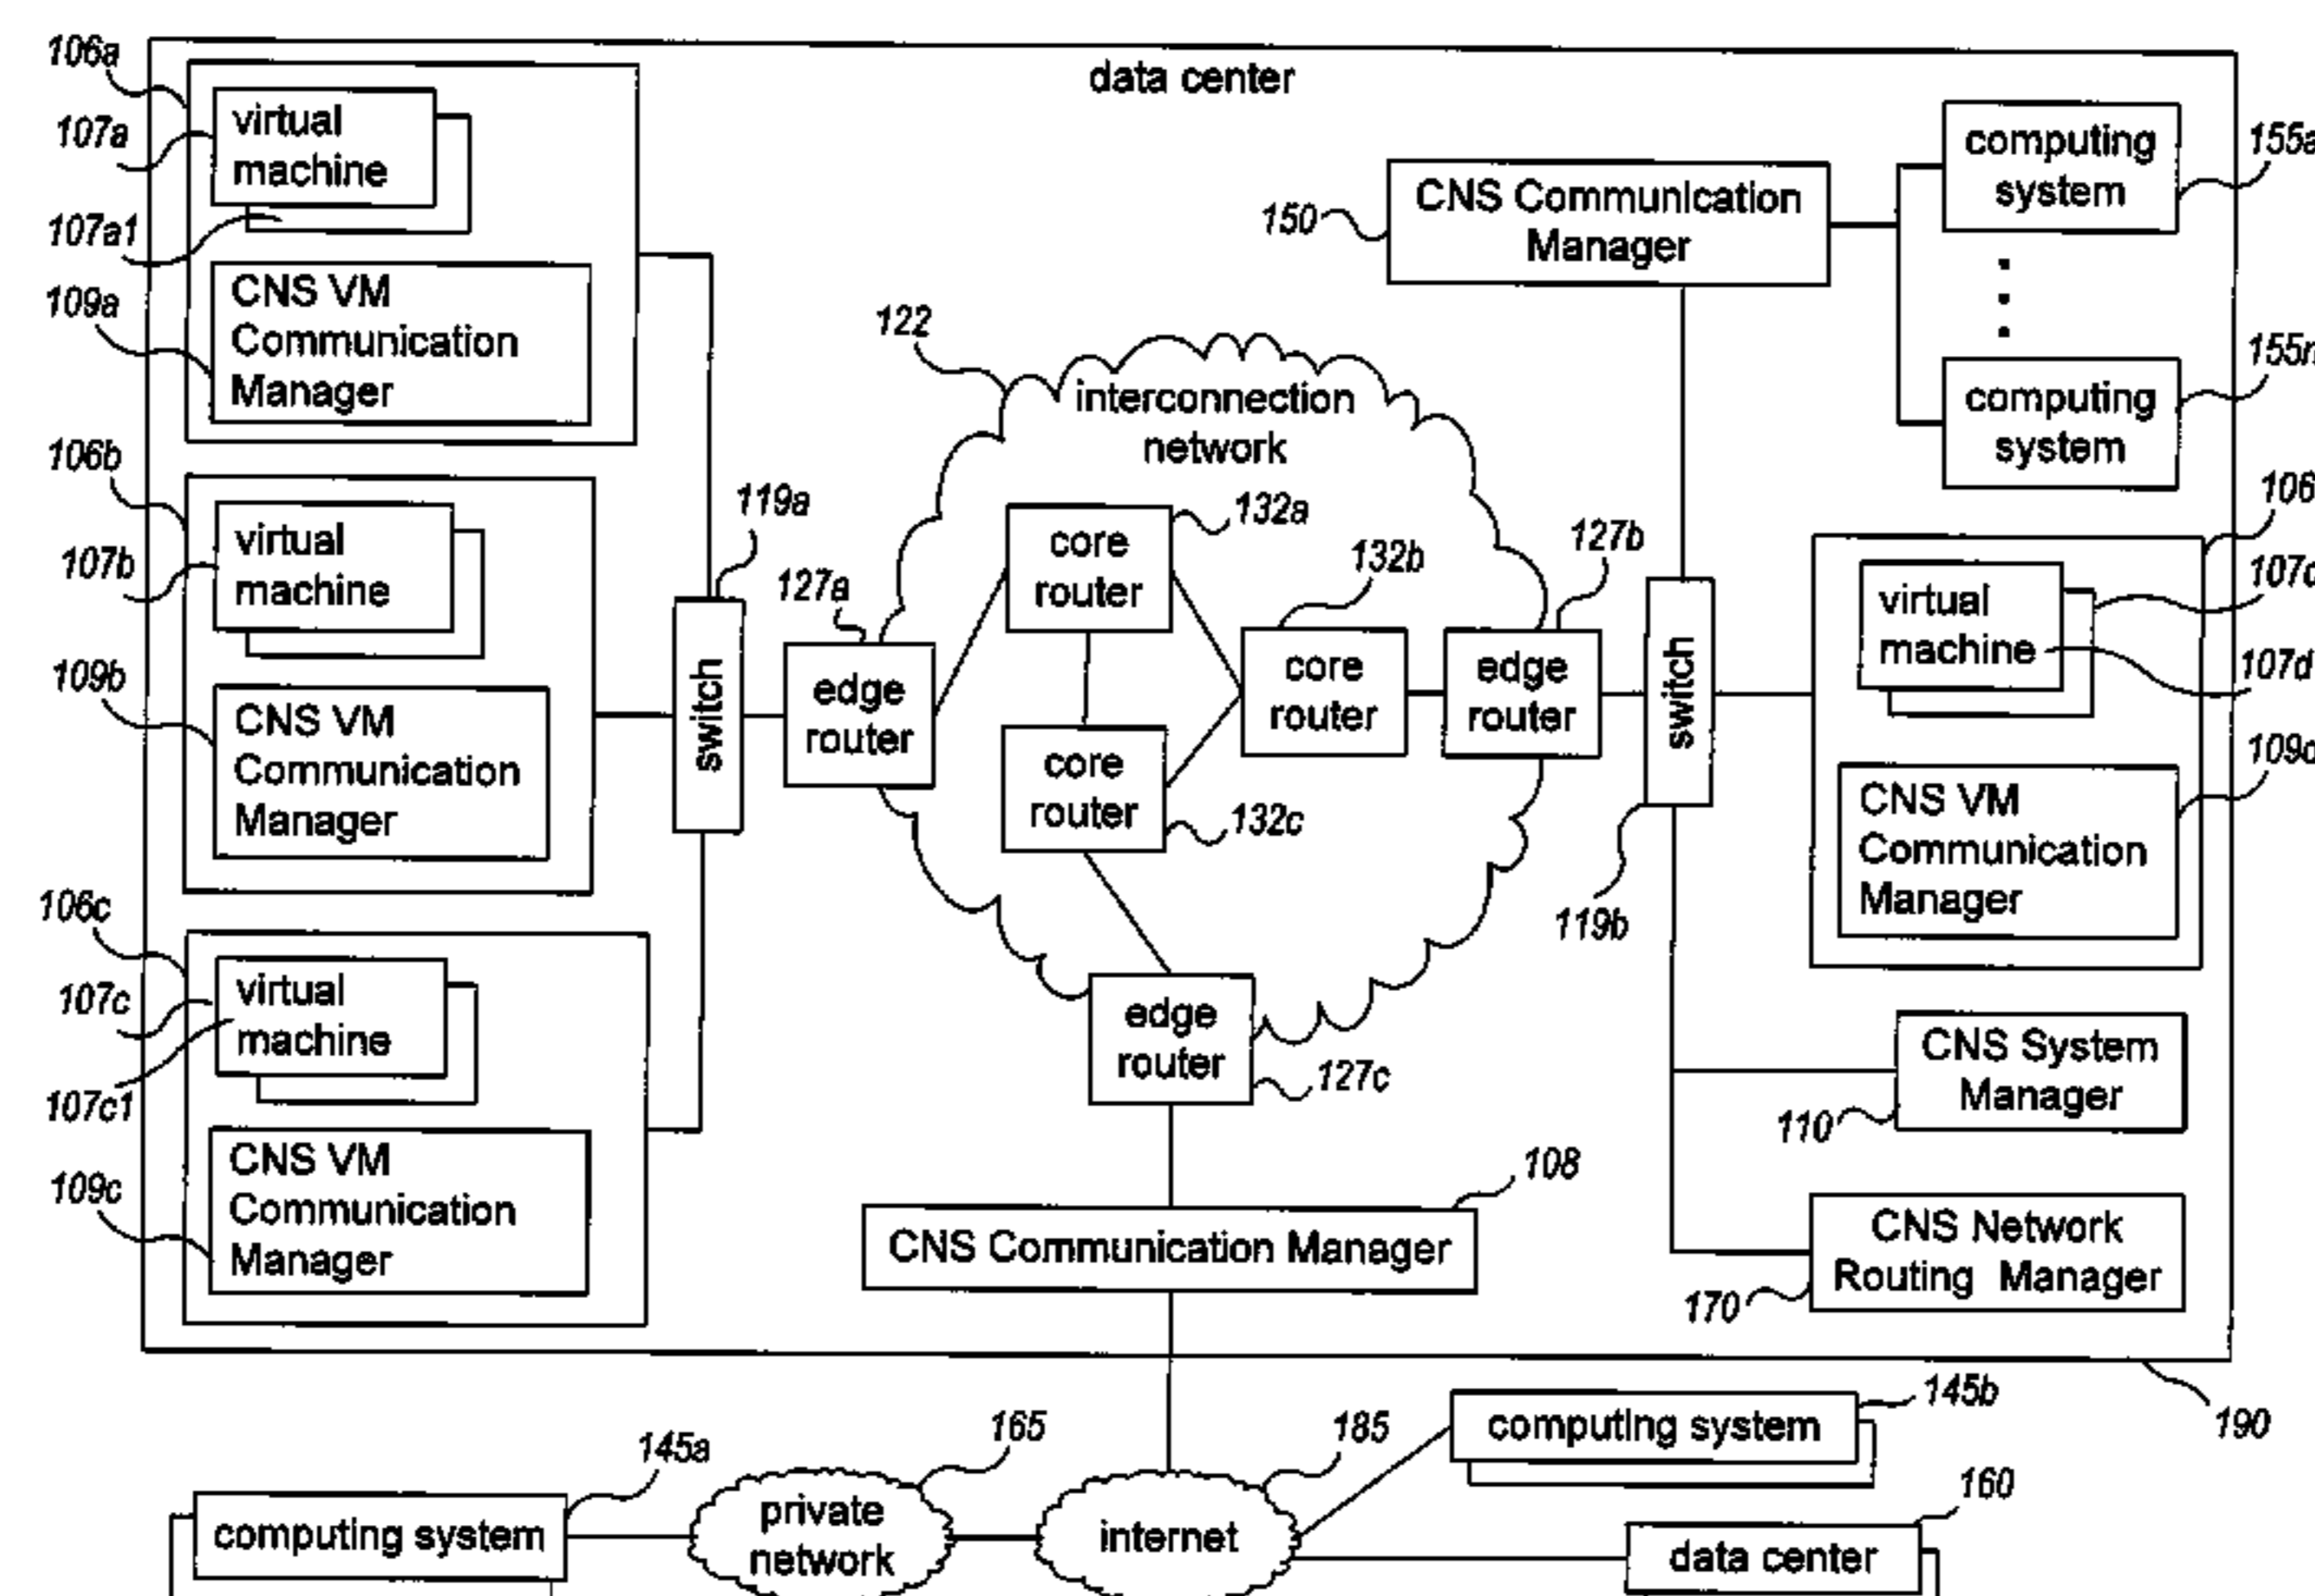 data center
106a
107a
virtual
machine
107a1
109a
CNS VM
Communication
Manager
106b
107b
virtual
machine
109b
CNS VM
Communication
Manager
106c
107c
virtual
machine
107c1
109c
CNS VM
Communication
Manager
119a
switch
122
interconnection
network
127a
edge
router
132a
core
router
132b
core
router
132c
core
router
127b
edge
router
127c
edge
router
108
CNS Communication Manager
150
CNS Communication
Manager
155a
computing
system
155n
computing
system
119b
switch
106
virtual
machine
107d
CNS VM
Communication
Manager
110
CNS System
Manager
170
CNS Network
Routing Manager
190
145a
computing system
165
private
network
185
internet
145b
computing system
160
data center